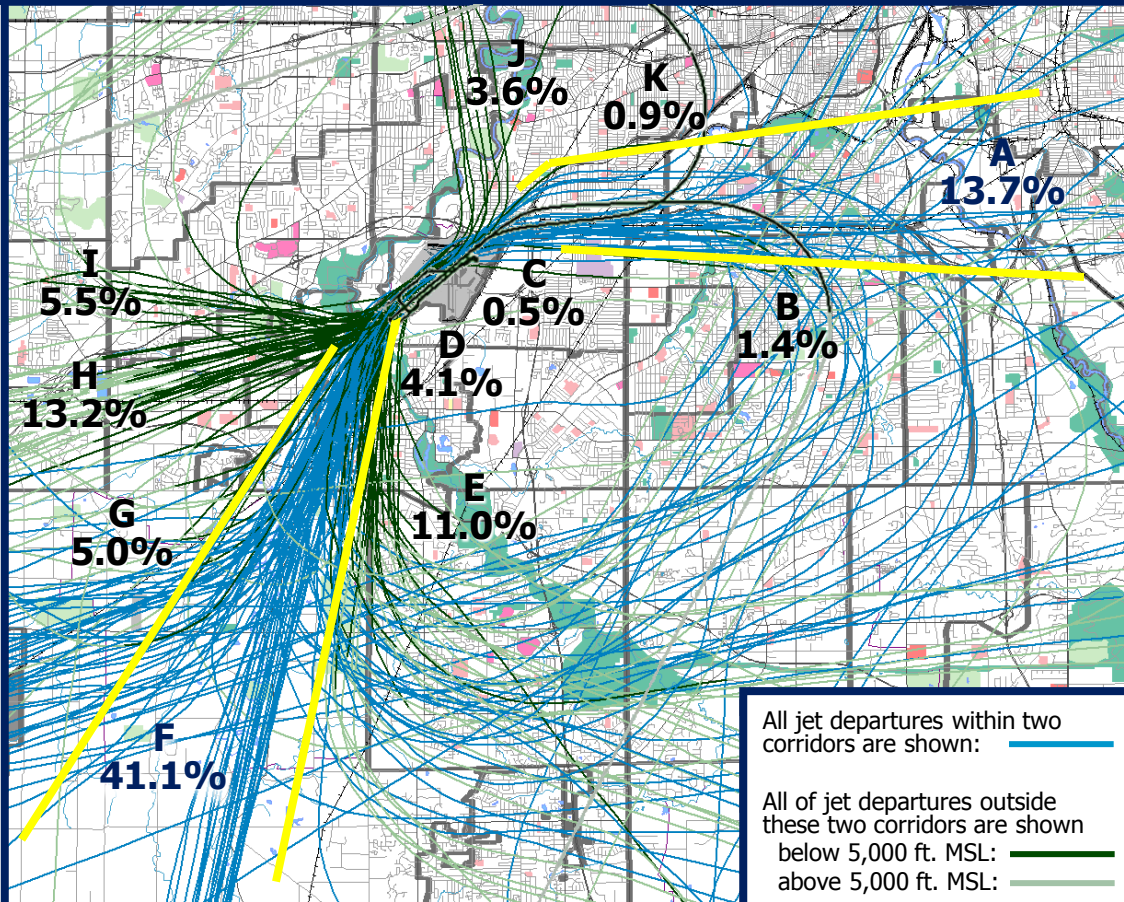 J
3.6%
K
0.9%
A
13.7%
I
5.5%
C
0.5%
B
1.4%
D
4.1%
H
13.2%
E
11.0%
G
5.0%
F
41.1%
All jet departures within two
corridors are shown:
All of jet departures outside
these two corridors are shown
below 5,000 ft. MSL:
above 5,000 ft. MSL: